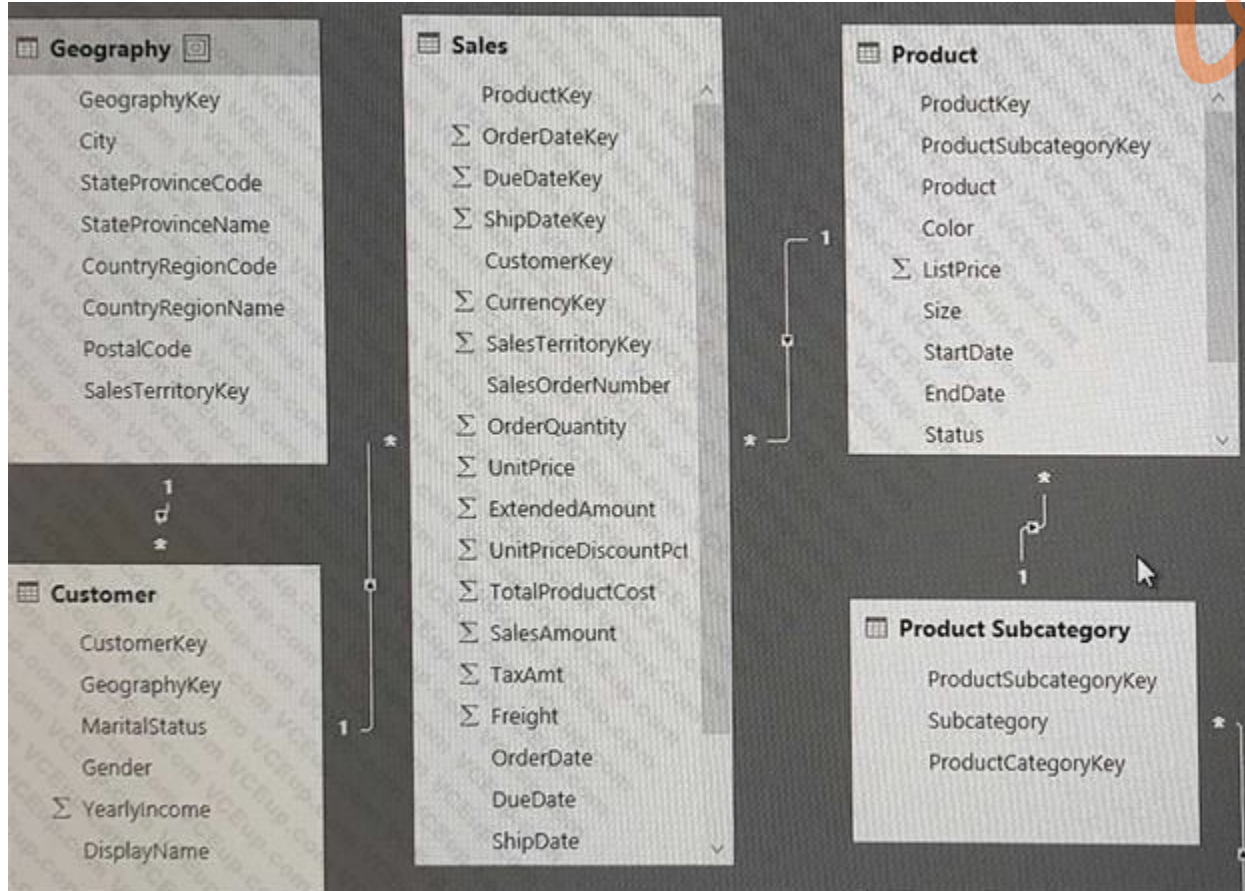 Geography
GeographyKey
City
StateProvinceCode
StateProvinceName
CountryRegionCode
CountryRegionName
PostalCode
SalesTerritoryKey
1
*
Customer
CustomerKey
GeographyKey
MaritalStatus
Gender
Σ YearlyIncome
DisplayName
*
1
Sales
ProductKey
Σ OrderDateKey
Σ DueDateKey
Σ ShipDateKey
CustomerKey
Σ CurrencyKey
Σ SalesTerritoryKey
SalesOrderNumber
Σ OrderQuantity
Σ UnitPrice
Σ ExtendedAmount
Σ UnitPriceDiscountPct
Σ TotalProductCost
Σ SalesAmount
Σ TaxAmt
Σ Freight
OrderDate
DueDate
ShipDate
1
*
Product
ProductKey
ProductSubcategoryKey
Product
Color
Σ ListPrice
Size
StartDate
EndDate
Status
*
1
Product Subcategory
ProductSubcategoryKey
Subcategory
ProductCategoryKey
*
VCEup.com